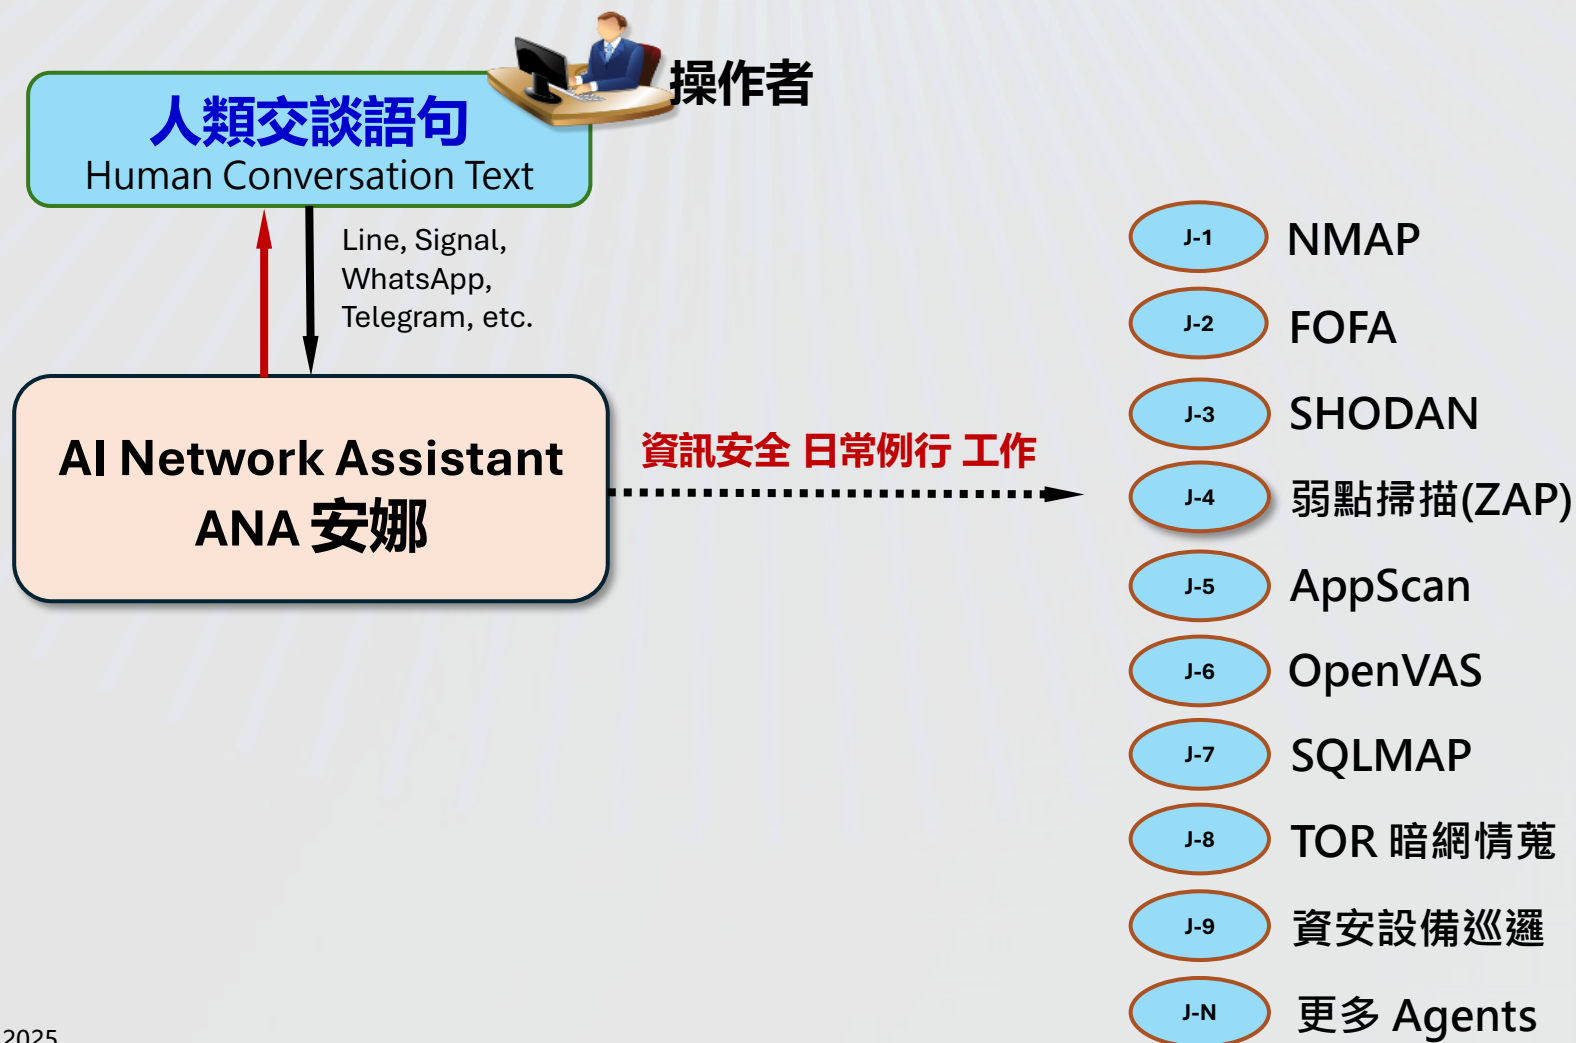 操作者
人類交談語句
Human Conversation Text
Line, Signal,
WhatsApp,
Telegram, etc.
AI Network Assistant
ANA 安娜
資訊安全 日常例行 工作
J-1 NMAP
J-2 FOFA
J-3 SHODAN
J-4 弱點掃描(ZAP)
J-5 AppScan
J-6 OpenVAS
J-7 SQLMAP
J-8 TOR 暗網情蒐
J-9 資安設備巡邏
J-N 更多 Agents
2025